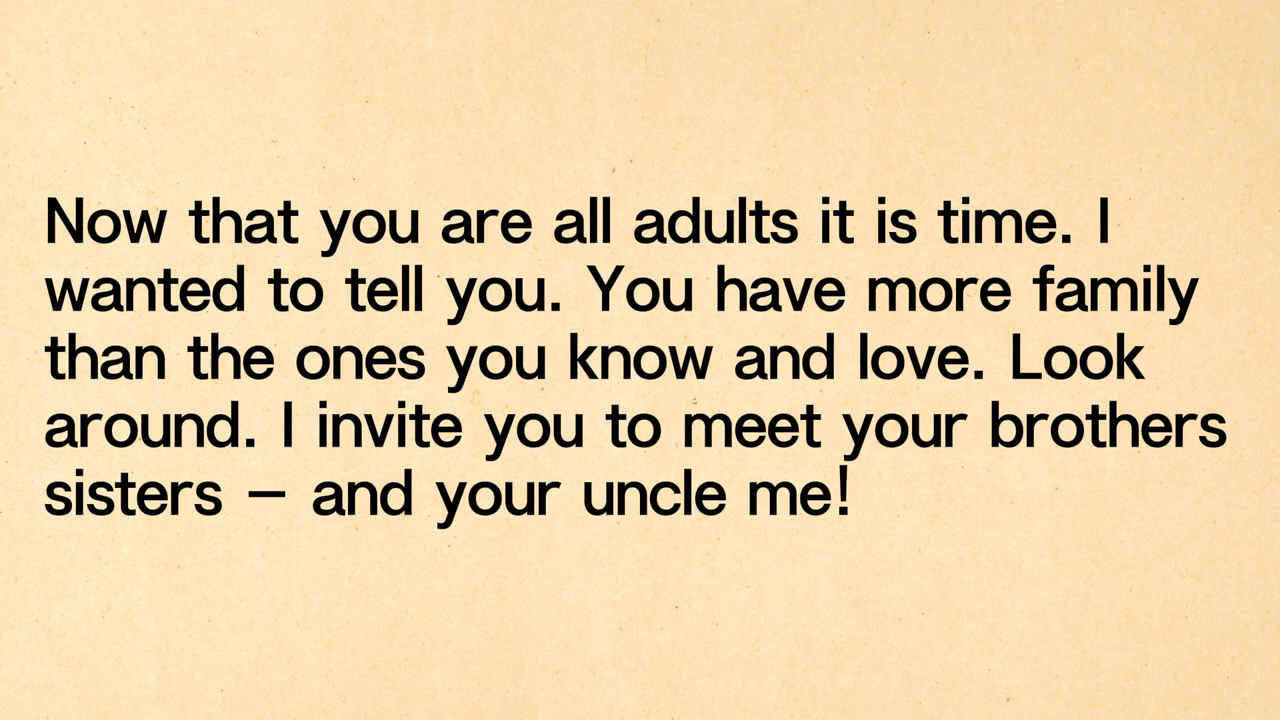 Now that you are all adults it is time. I
wanted to tell you. You have more family
than the ones you know and love. Look
around. I invite you to meet your brothers
sisters – and your uncle me!